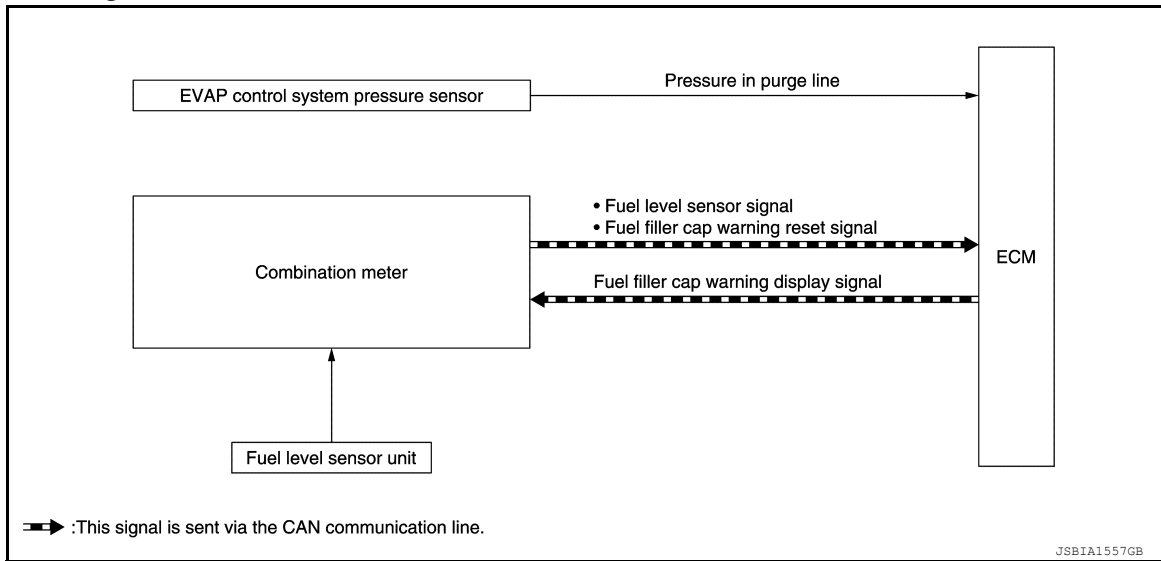 EVAP control system pressure sensor
Pressure in purge line
• Fuel level sensor signal
• Fuel filler cap warning reset signal
Combination meter
ECM
Fuel filler cap warning display signal
Fuel level sensor unit
:This signal is sent via the CAN communication line.
JSBIA1557GB